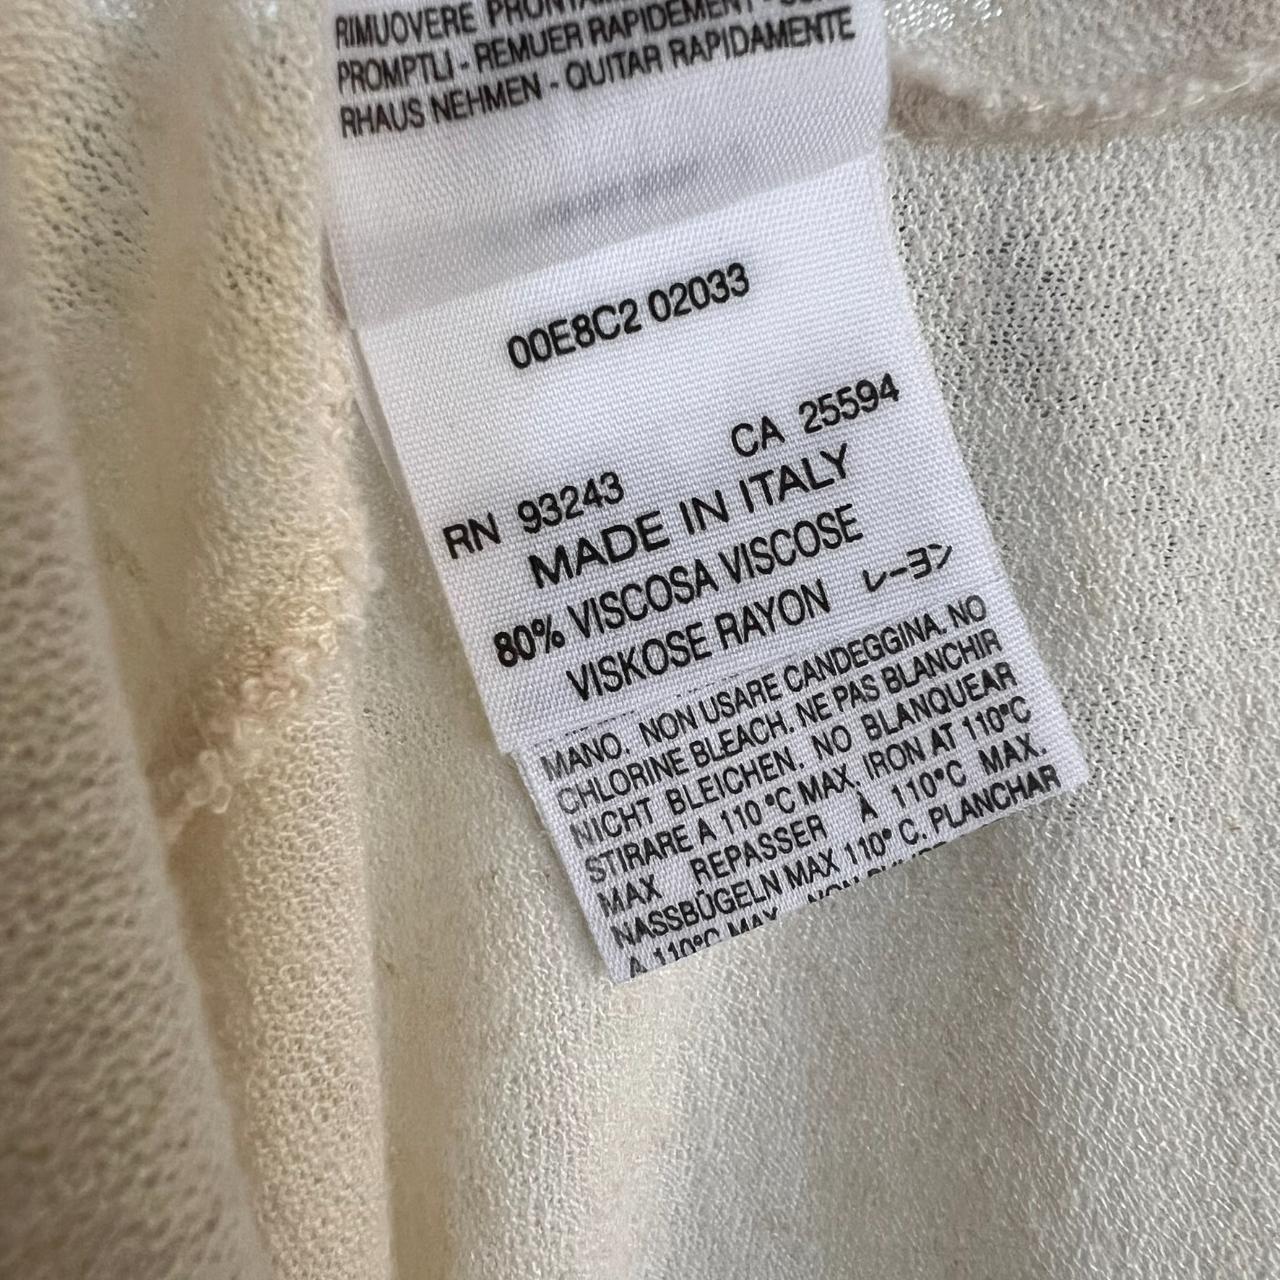 RIMUOVERE
PROMPTLI - REMUER RAPIDEMENT -
RHAUS NEHMEN - QUITAR RAPIDAMENTE
00E8C2 02033
RN 93243 CA 25594
MADE IN ITALY
80% VISCOSA VISCOSE
VISKOSE RAYON レーヨン
MANO. NON USARE CANDEGGINA. NO
CHLORINE BLEACH. NE PAS BLANCHIR
NICHT BLEICHEN. NO BLANQUEAR
STIRARE A 110 °C MAX. IRON AT 110°C
MAX REPASSER À 110°C MAX.
NASSBÜGELN MAX 110° C. PLANCHAR
A 110°C MAX.